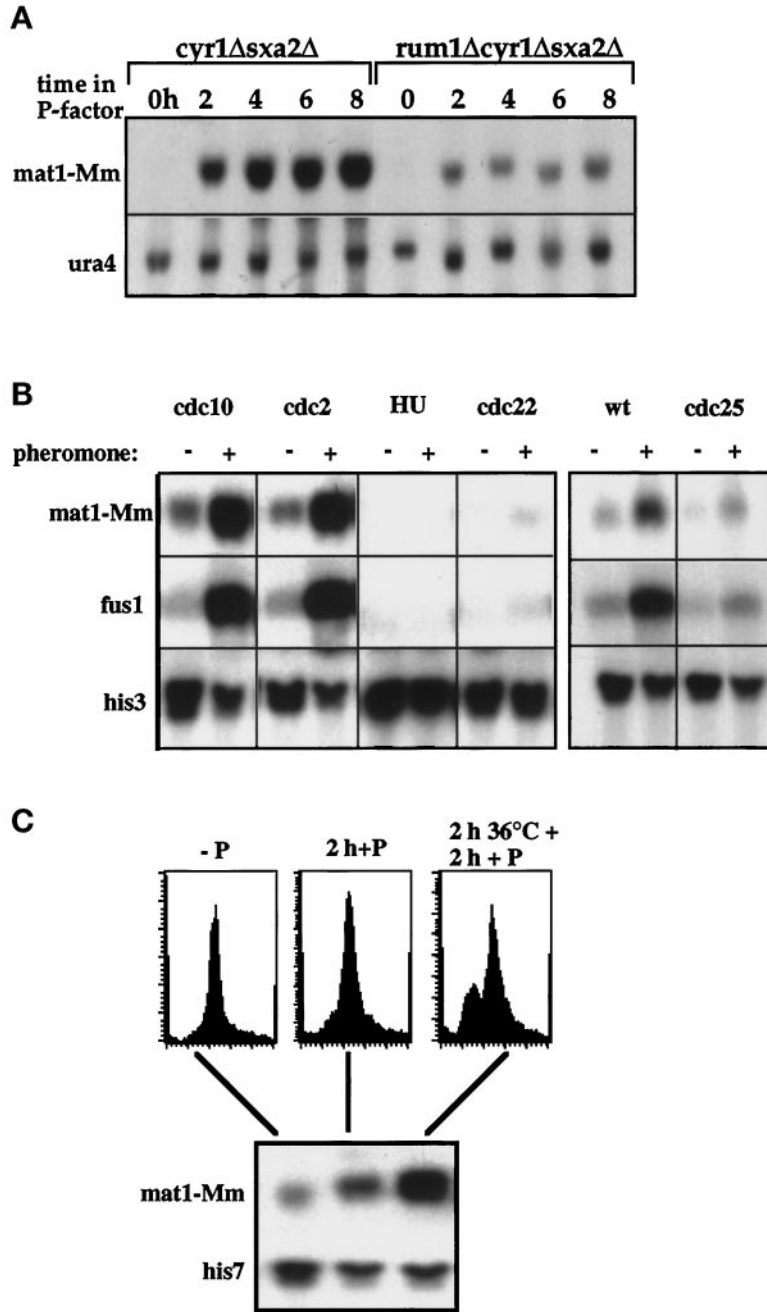 A
cyr1Δsxa2Δ rum1Δcyr1Δsxa2Δ
time in
P-factor 0h 2 4 6 8 0 2 4 6 8
mat1-Mm
ura4
B
cdc10 cdc2 HU cdc22 wt cdc25
pheromone: - + - + - + - + - + - +
mat1-Mm
fus1
his3
C
- P 2 h+P 2 h 36°C +
2 h + P
mat1-Mm
his7